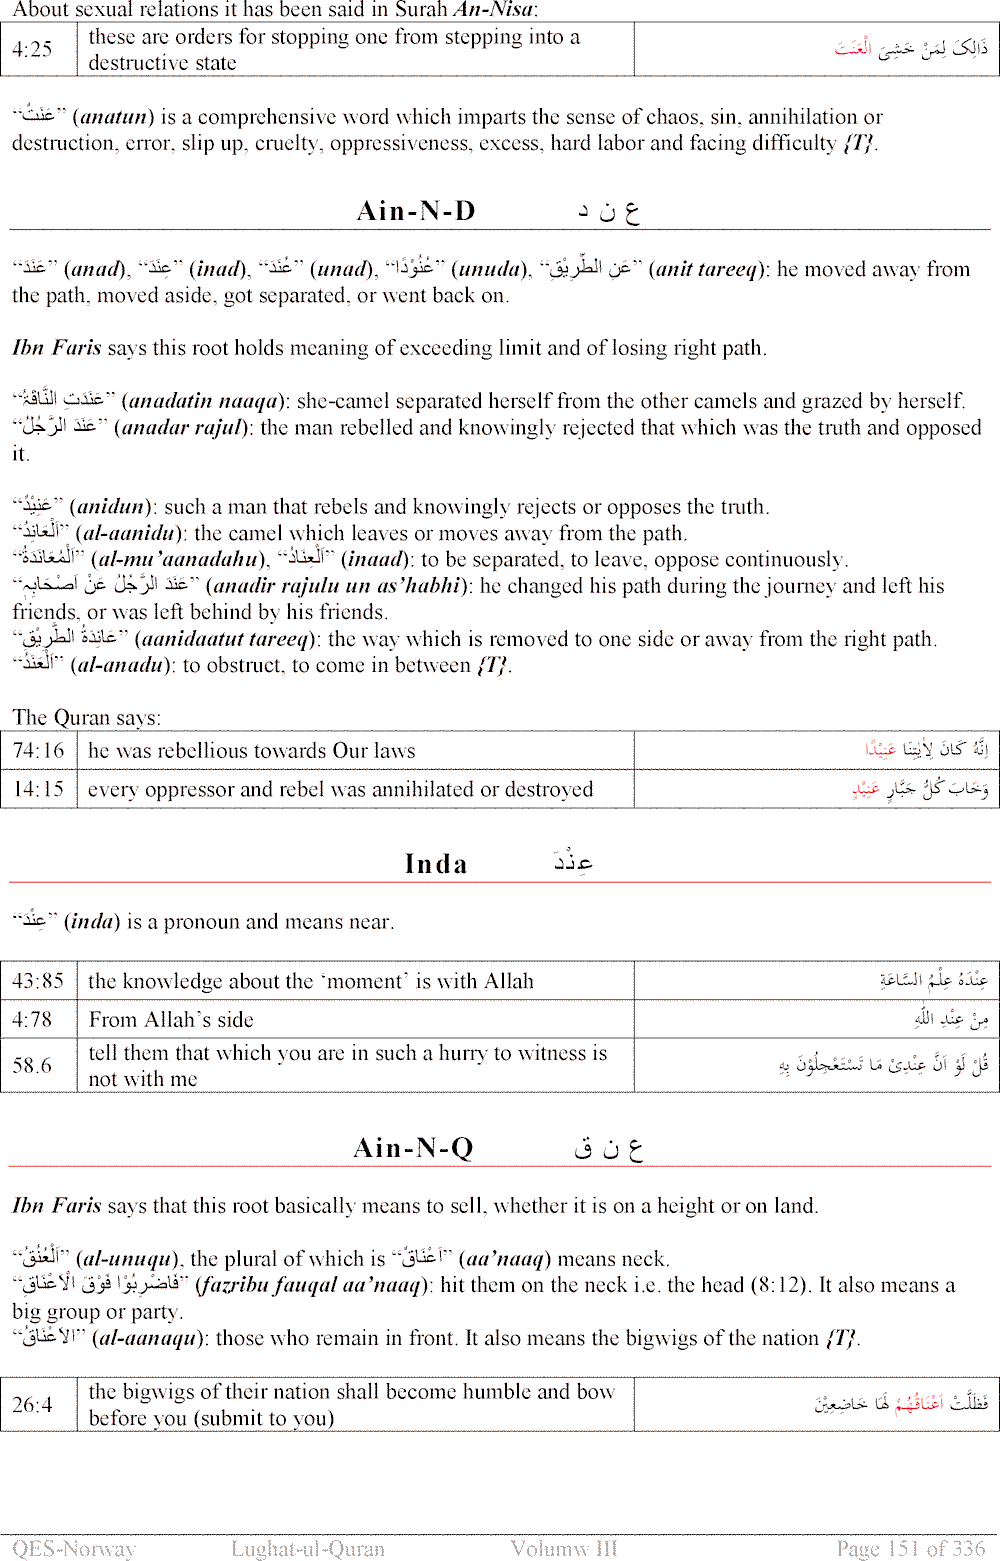 About sexual relations it has been said in Surah An-Nisa:
4:25 these are orders for stopping one from stepping into a destructive state ذَالِکَ لِمَنْ خَشِیَ الْعَنَتَ
“عَنَتٌ” (anatun) is a comprehensive word which imparts the sense of chaos, sin, annihilation or
destruction, error, slip up, cruelty, oppressiveness, excess, hard labor and facing difficulty {T}.
Ain-N-D ع ن د
“عَنَدَ” (anad), “عِنَدَ” (inad), “عُنَدَ” (unad), “عُنُوْدًا” (unuda), “عَنِ الطَّرِيْقِ” (anit tareeq): he moved away from
the path, moved aside, got separated, or went back on.
Ibn Faris says this root holds meaning of exceeding limit and of losing right path.
“عَنَدَتِ النَّاقَۃُ” (anadatin naaqa): she-camel separated herself from the other camels and grazed by herself.
“عَنَدَ الرَّجُلُ” (anadar rajul): the man rebelled and knowingly rejected that which was the truth and opposed
it.
“عَنِيْدٌ” (anidun): such a man that rebels and knowingly rejects or opposes the truth.
“اَلْعَانِدُ” (al-aanidu): the camel which leaves or moves away from the path.
“اَلْمُعَانَدَةُ” (al-mu’aanadahu), “اَلْعِنَادُ” (inaad): to be separated, to leave, oppose continuously.
“عَنَدَ الرَّجُلُ عَنْ اَصْحَابِہٖ” (anadir rajulu un as’habhi): he changed his path during the journey and left his
friends, or was left behind by his friends.
“عَانِدَةُ الطَّرِيْقِ” (aanidaatut tareeq): the way which is removed to one side or away from the right path.
“اَلْعَنَدُ” (al-anadu): to obstruct, to come in between {T}.
The Quran says:
74:16 he was rebellious towards Our laws اِنَّهُ کَانَ لِاٰيٰتِنَا عَنِيْدًا
14:15 every oppressor and rebel was annihilated or destroyed وَخَابَ کُلُّ جَبَّارٍ عَنِيْدٍ
Inda عِنْدَ
“عِنْدَ” (inda) is a pronoun and means near.
43:85 the knowledge about the ‘moment’ is with Allah عِنْدَهُ عِلْمُ السَّاعَةِ
4:78 From Allah’s side مِنْ عِنْدِ اللّٰهِ
58.6 tell them that which you are in such a hurry to witness is not with me قُلْ لَوْ اَنَّ عِنْدِیْ مَا تَسْتَعْجِلُوْنَ بِهِ
Ain-N-Q ع ن ق
Ibn Faris says that this root basically means to sell, whether it is on a height or on land.
“اَلْعُنُقُ” (al-unuqu), the plural of which is “اَعْنَاقٌ” (aa’naaq) means neck.
“فَاضْرِبُوْا فَوْقَ الْاَعْنَاقِ” (fazribu fauqal aa’naaq): hit them on the neck i.e. the head (8:12). It also means a
big group or party.
“الْاَعْنَاقُ” (al-aanaqu): those who remain in front. It also means the bigwigs of the nation {T}.
26:4 the bigwigs of their nation shall become humble and bow before you (submit to you) فَظَلَّتْ اَعْنَاقُهُمْ لَهَا خَاضِعِيْنَ
QES-Norway Lughat-ul-Quran Volumw III Page 151 of 336